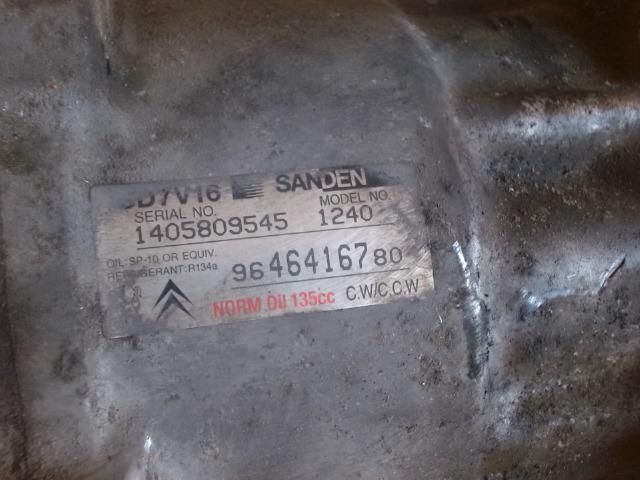 SD7V16 SANDEN
SERIAL NO. MODEL NO.
1405809545 1240
OIL: SP-10 OR EQUIV.
REFRIGERANT: R134a
9646416780
NORM OIL 135cc C.W/C.C.W